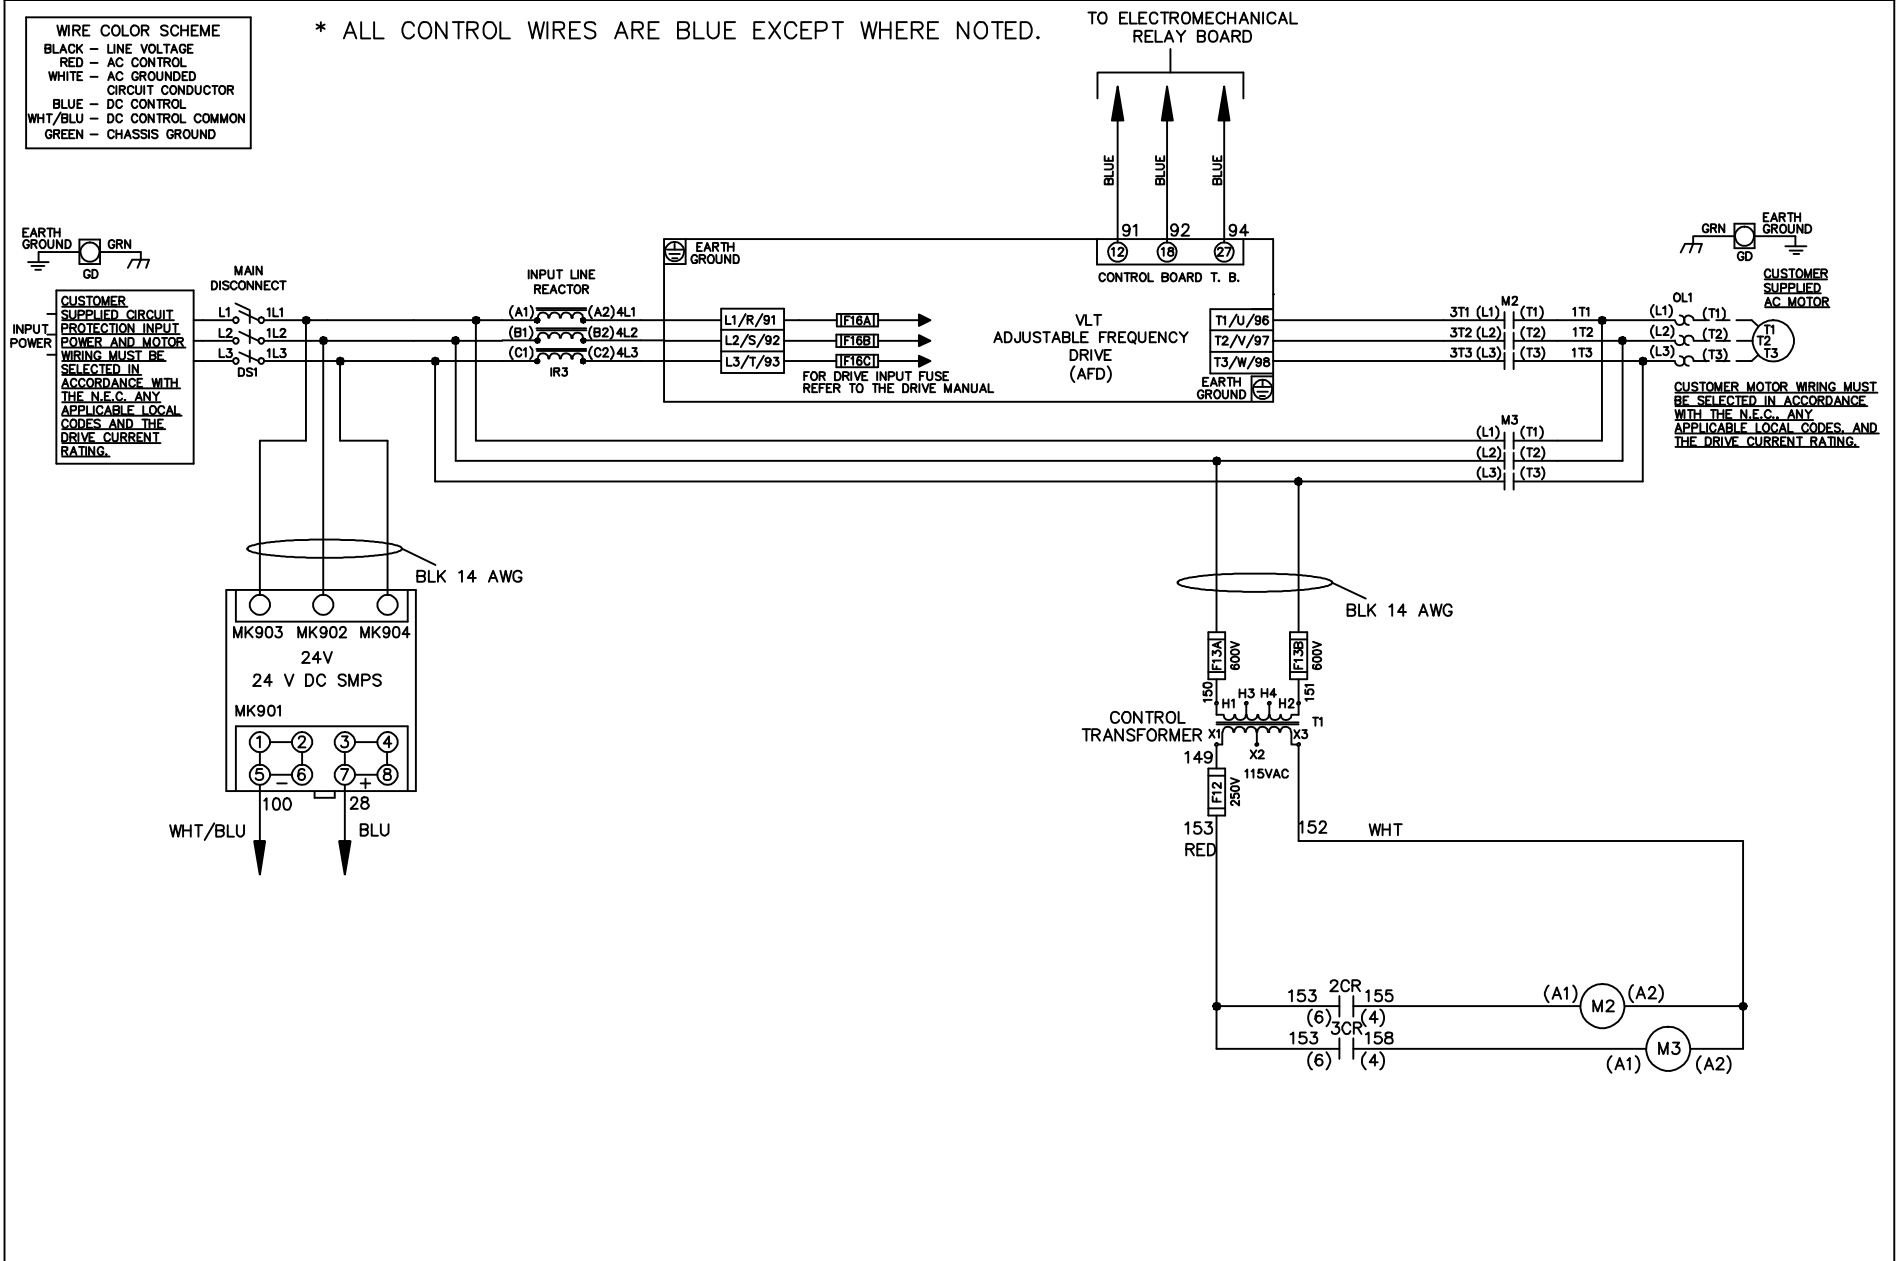 WIRE COLOR SCHEME
BLACK – LINE VOLTAGE
RED – AC CONTROL
WHITE – AC GROUNDED
CIRCUIT CONDUCTOR
BLUE – DC CONTROL
WHT/BLU – DC CONTROL COMMON
GREEN – CHASSIS GROUND
* ALL CONTROL WIRES ARE BLUE EXCEPT WHERE NOTED.
TO ELECTROMECHANICAL
RELAY BOARD
BLUE
BLUE
BLUE
91 92 94
12 18 27
CONTROL BOARD T. B.
EARTH
GROUND
GRN
GD
MAIN
DISCONNECT
L1 1L1
L2 1L2
L3 1L3
DS1
INPUT
POWER
CUSTOMER
SUPPLIED CIRCUIT
PROTECTION INPUT
POWER AND MOTOR
WIRING MUST BE
SELECTED IN
ACCORDANCE WITH
THE N.E.C. ANY
APPLICABLE LOCAL
CODES AND THE
DRIVE CURRENT
RATING.
INPUT LINE
REACTOR
(A1) (A2) 4L1
(B1) (B2) 4L2
(C1) (C2) 4L3
IR3
EARTH
GROUND
L1/R/91
L2/S/92
L3/T/93
IF16A
IF16B
IF16C
FOR DRIVE INPUT FUSE
REFER TO THE DRIVE MANUAL
VLT
ADJUSTABLE FREQUENCY
DRIVE
(AFD)
T1/U/96
T2/V/97
T3/W/98
EARTH
GROUND
M2
3T1 (L1) (T1) 1T1
3T2 (L2) (T2) 1T2
3T3 (L3) (T3) 1T3
OL1
(L1) (T1)
(L2) (T2)
(L3) (T3)
T1
T2
T3
GRN
GD
EARTH
GROUND
CUSTOMER
SUPPLIED
AC MOTOR
CUSTOMER MOTOR WIRING MUST
BE SELECTED IN ACCORDANCE
WITH THE N.E.C., ANY
APPLICABLE LOCAL CODES, AND
THE DRIVE CURRENT RATING.
M3
(L1) (T1)
(L2) (T2)
(L3) (T3)
BLK 14 AWG
MK903 MK902 MK904
24V
24 V DC SMPS
MK901
1 2 3 4
5 6 7 8
– +
100 28
WHT/BLU BLU
BLK 14 AWG
F13A
600V
F13B
600V
150
151
H1 H3 H4 H2
T1
CONTROL
TRANSFORMER
X1 X2 X3
149
115VAC
F12
250V
153
RED
152
WHT
2CR
153 155
(6) (4)
(A1) M2 (A2)
3CR
153 158
(6) (4)
(A1) M3 (A2)